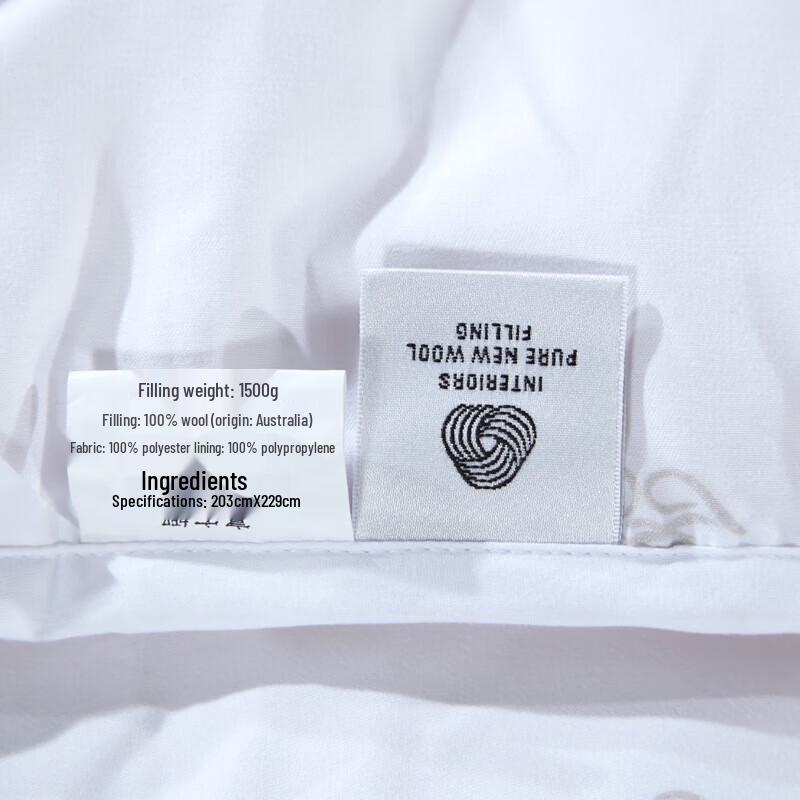 Filling weight: 1500g
Filling: 100% wool (origin: Australia)
Fabric: 100% polyester lining: 100% polypropylene
Ingredients
Specifications: 203cmX229cm
INTERIORS
PURE NEW WOOL
FILLING